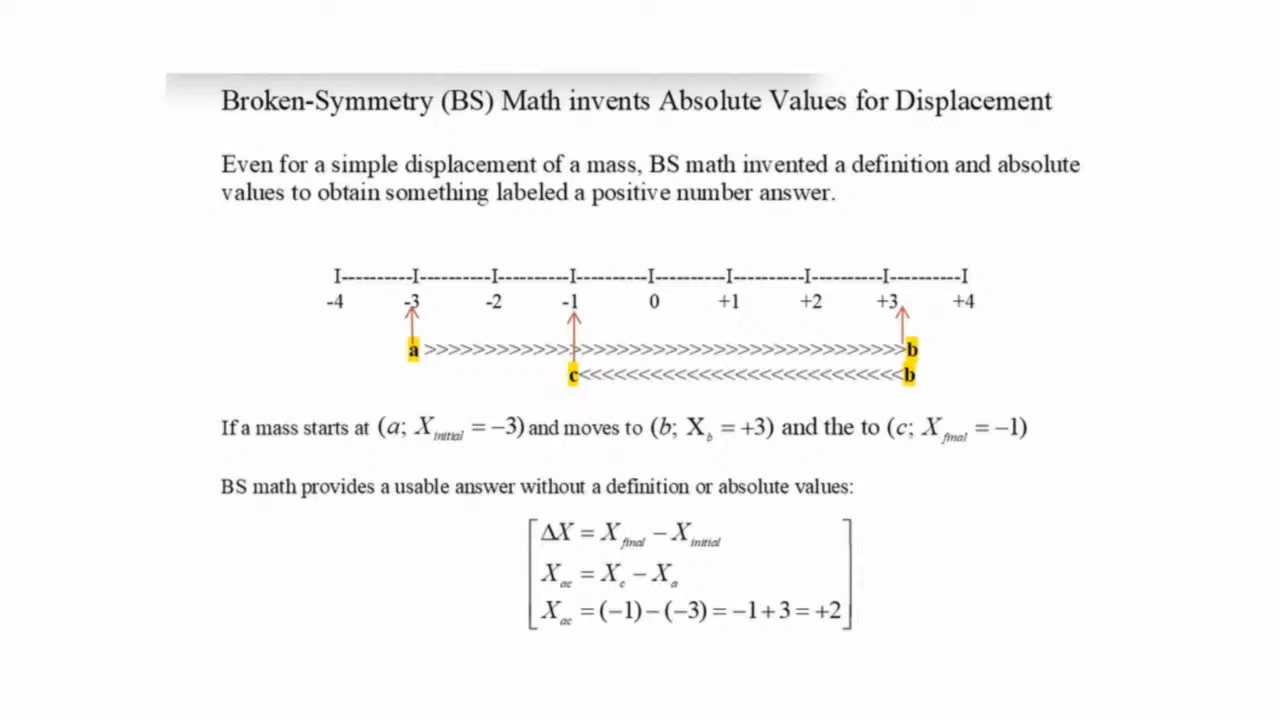 Broken-Symmetry (BS) Math invents Absolute Values for Displacement
Even for a simple displacement of a mass, BS math invented a definition and absolute
values to obtain something labeled a positive number answer.
I----------I----------I----------I----------I----------I----------I----------I----------I
-4 -3 -2 -1 0 +1 +2 +3 +4
a >>>>>>>>>>>>>>>>>>>>>>>>>>>>>>>>>>>>>>>> b
c<<<<<<<<<<<<<<<<<<<<<<<<<<<b
If a mass starts at (a; X_initial = −3) and moves to (b; X_b = +3) and the to (c; X_final = −1)
BS math provides a usable answer without a definition or absolute values:
ΔX = X_final − X_initial
X_ac = X_c − X_a
X_ac = (−1) − (−3) = −1 + 3 = +2